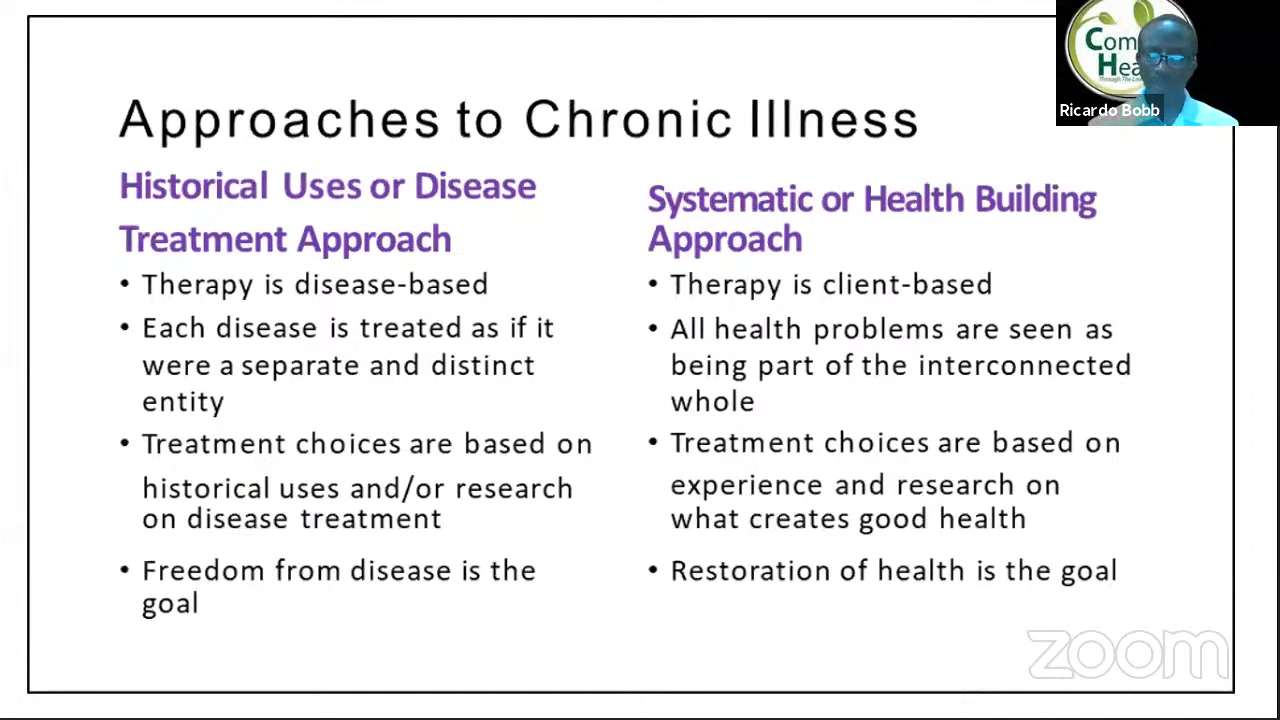 Approaches to Chronic Illness
Historical Uses or Disease
Treatment Approach
• Therapy is disease-based
• Each disease is treated as if it
were a separate and distinct
entity
• Treatment choices are based on
historical uses and/or research
on disease treatment
• Freedom from disease is the
goal
Systematic or Health Building
Approach
• Therapy is client-based
• All health problems are seen as
being part of the interconnected
whole
• Treatment choices are based on
experience and research on
what creates good health
• Restoration of health is the goal
Com
Hea
Ricardo Bobb
zoom